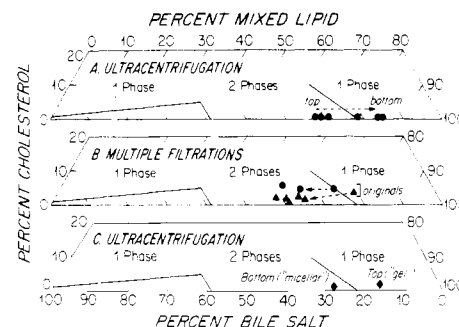 PERCENT MIXED LIPID
0 10 20 30 40 50 60 70 80
20
A. ULTRACENTRIFUGATION
1 Phase 2 Phases 1 Phase
10 90
top bottom
0 100
80
B. MULTIPLE FILTRATIONS
20
1 Phase 2 Phases 1 Phase
10 90
originals
0 100
80
C. ULTRACENTRIFUGATION
20
1 Phase 2 Phases 1 Phase
10 90
Bottom ("micellar") Top ("gel")
0 100
100 90 80 70 60 50 40 30 20 10 0
PERCENT BILE SALT
PERCENT CHOLESTEROL